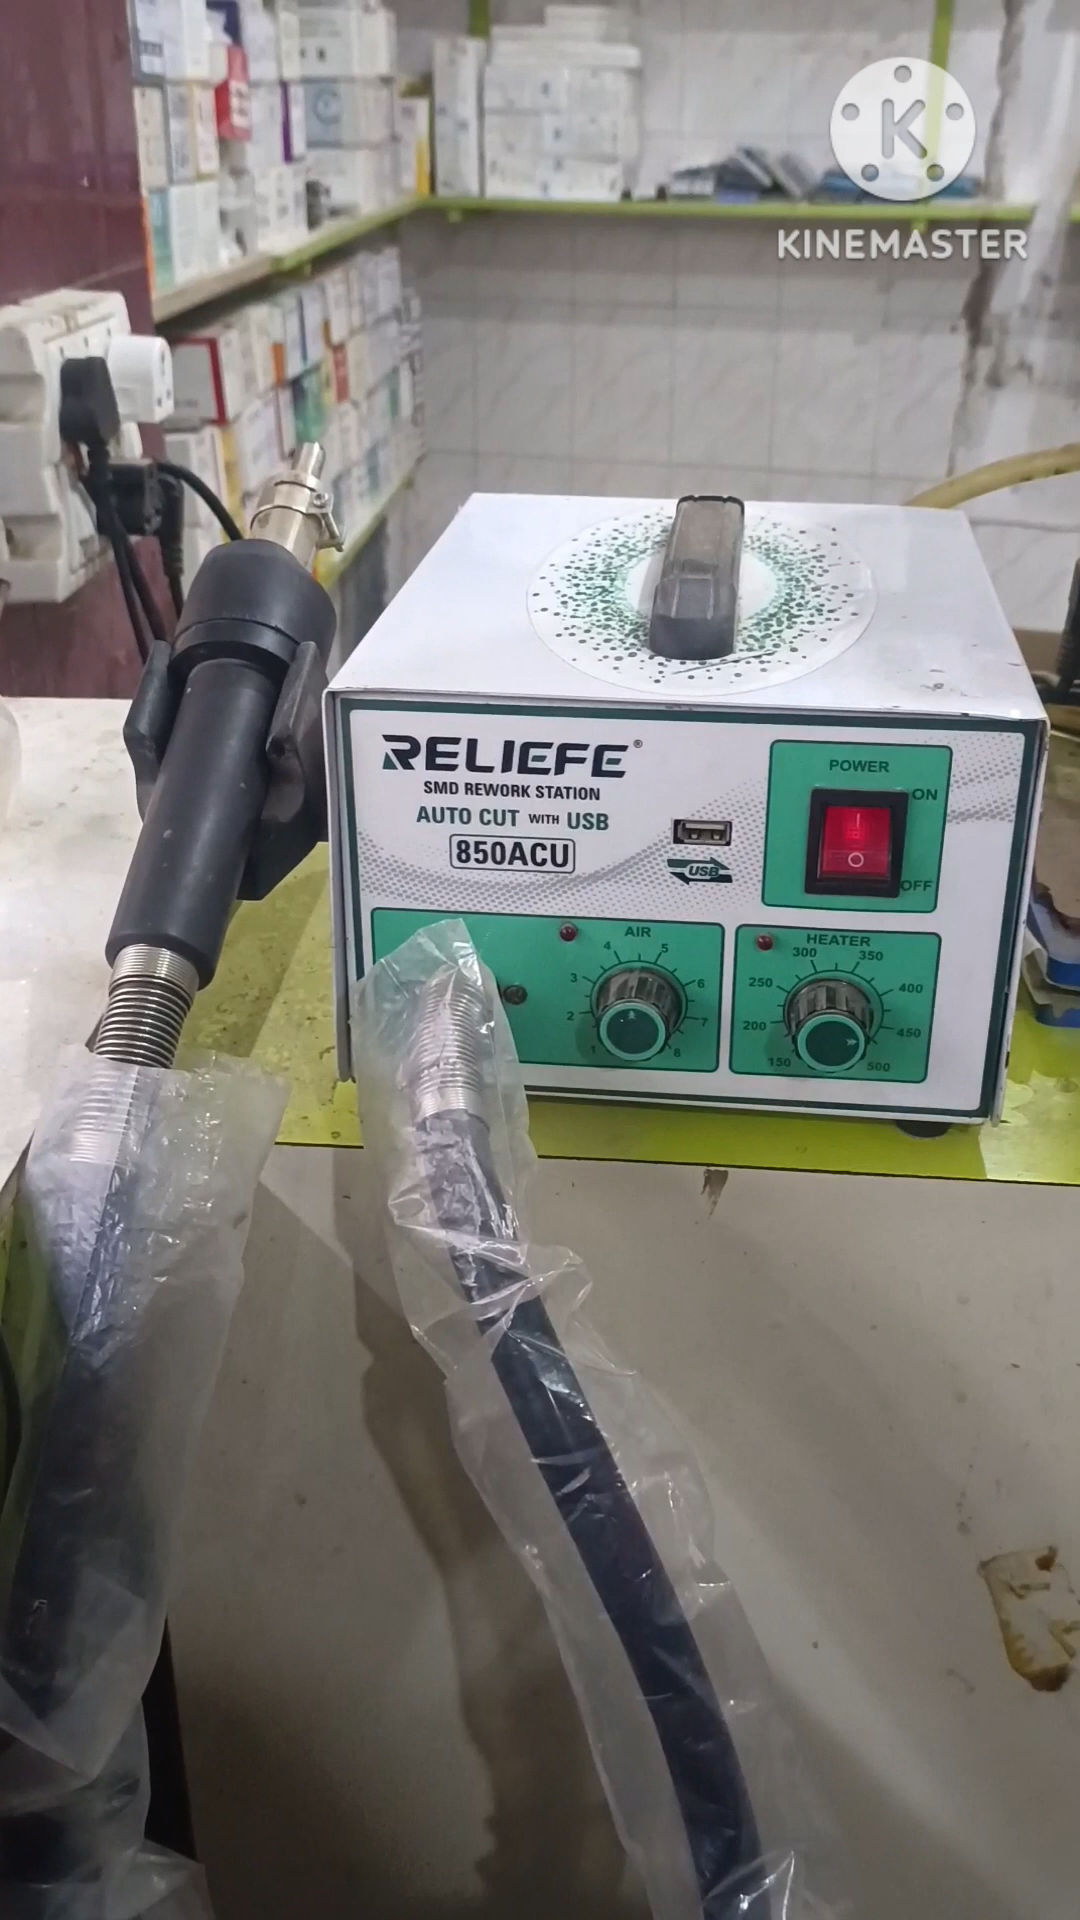 K
KINEMASTER
RELIEFE®
SMD REWORK STATION
AUTO CUT WITH USB
850ACU
USB
POWER
ON
OFF
AIR
1 2 3 4 5 6 7 8
HEATER
150 200 250 300 350 400 450 500